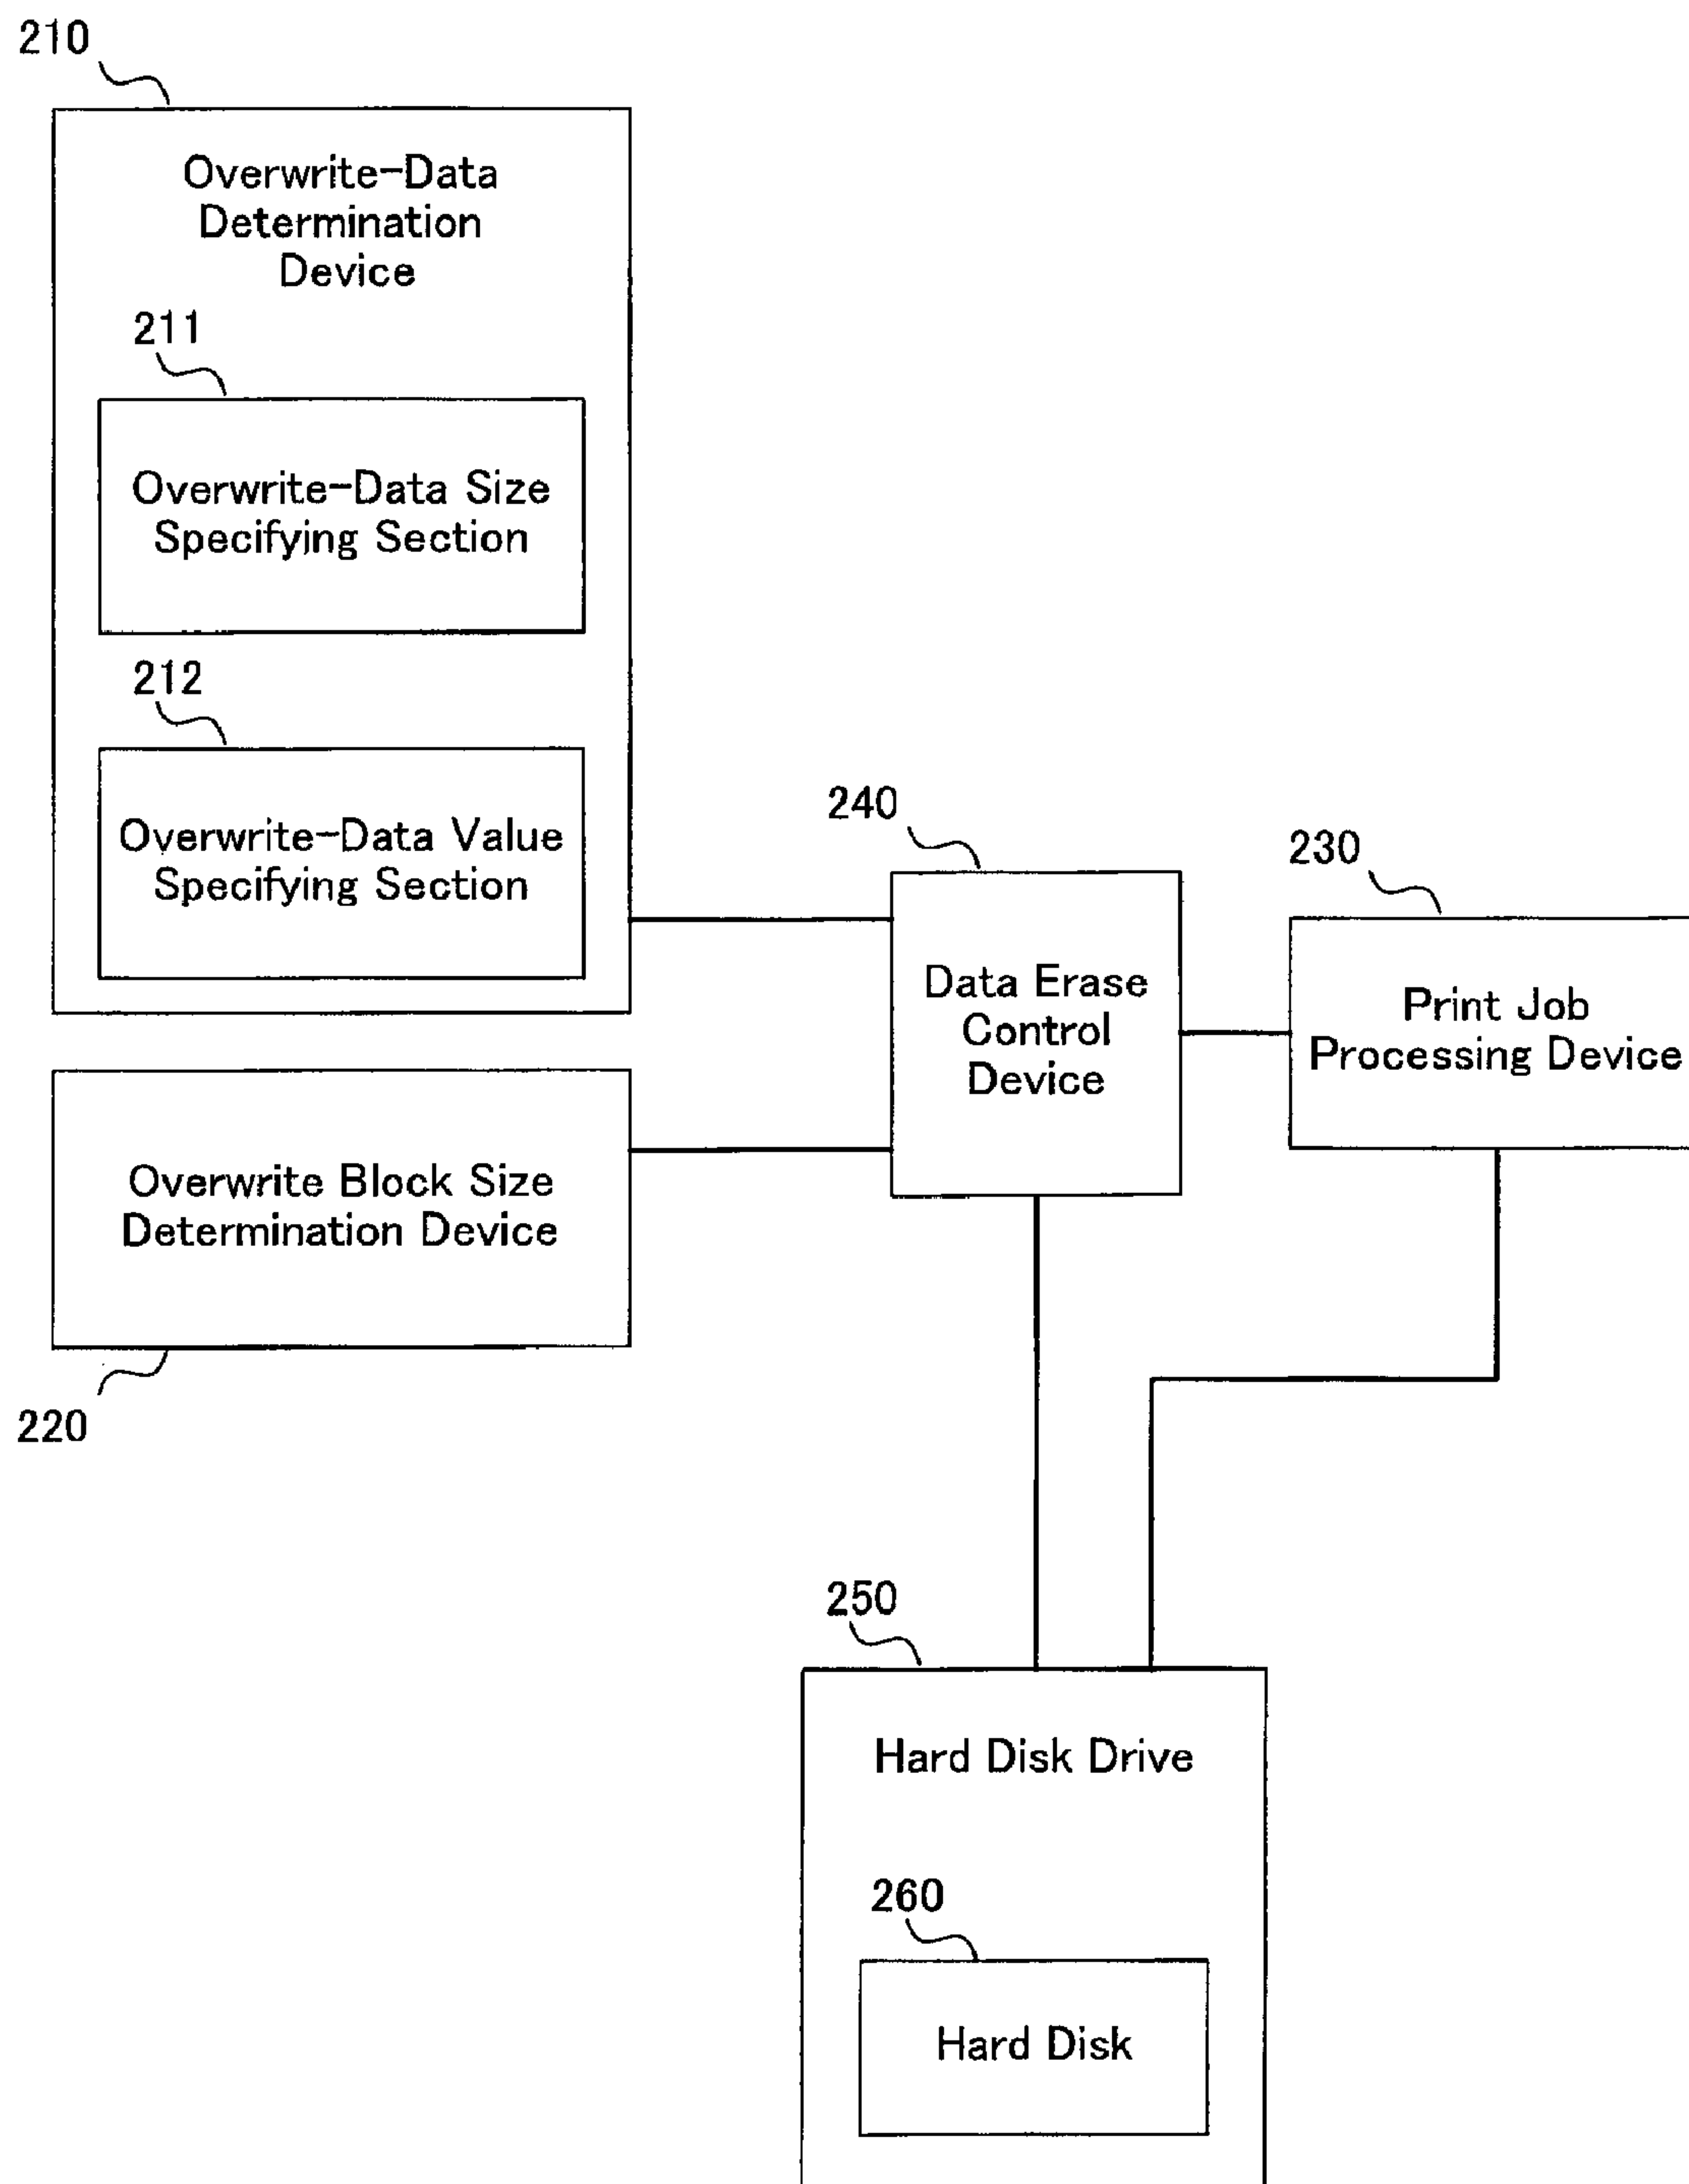 210
Overwrite-Data
Determination
Device
211
Overwrite-Data Size
Specifying Section
212
Overwrite-Data Value
Specifying Section
240
230
Data Erase
Control
Device
Print Job
Processing Device
Overwrite Block Size
Determination Device
220
250
Hard Disk Drive
260
Hard Disk